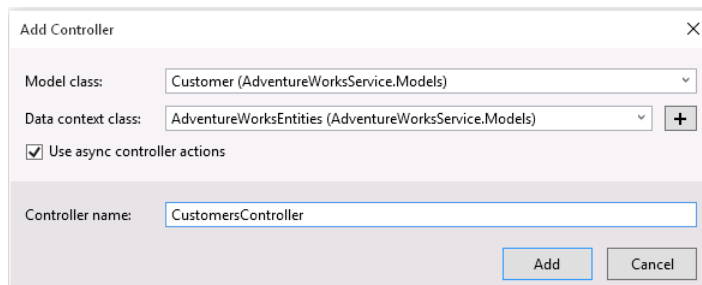 Add Controller
Model class: Customer (AdventureWorksService.Models)
Data context class: AdventureWorksEntities (AdventureWorksService.Models) +
Use async controller actions
Controller name: CustomersController
Add Cancel